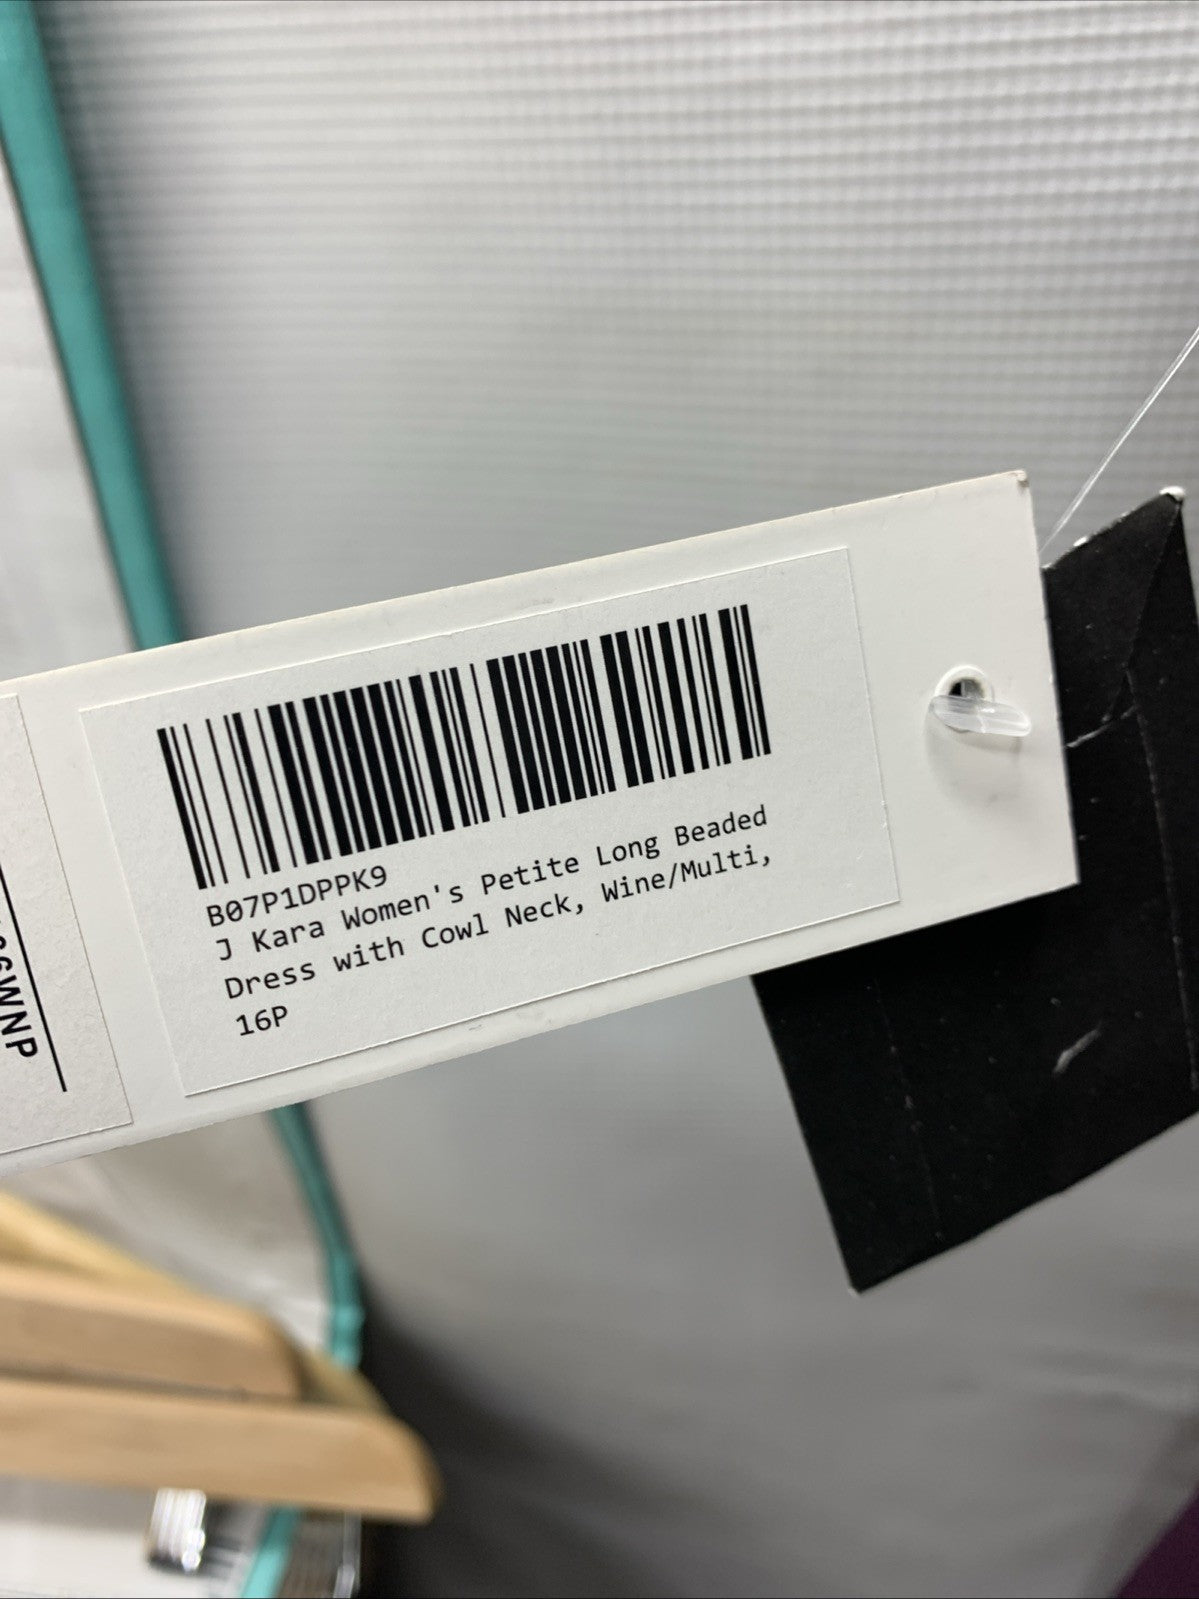 B07P1DPPK9
J Kara Women's Petite Long Beaded
Dress with Cowl Neck, Wine/Multi,
16P